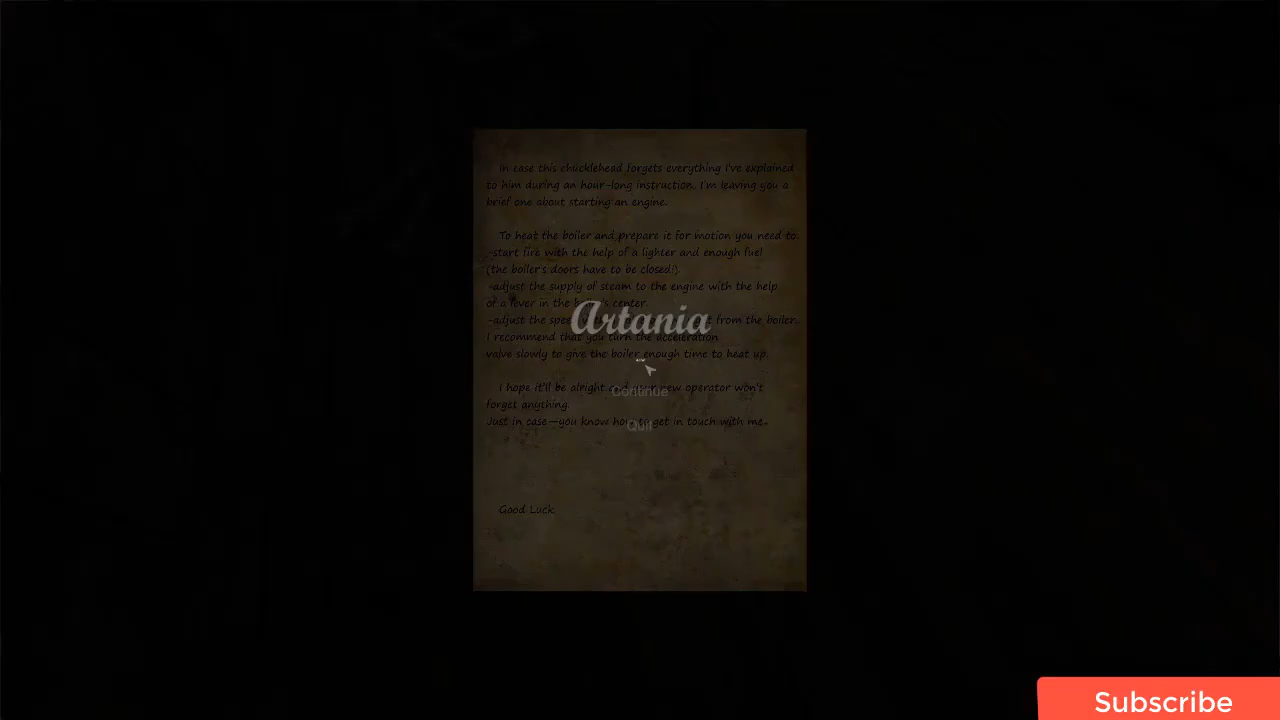 In case this chucklehead forgets everything I've explained
to him during an hour-long instruction, I'm leaving you a
brief one about starting an engine.
To heat the boiler and prepare it for motion you need to:
-start fire with the help of a lighter and enough fuel
(the boiler's doors have to be closed!).
-adjust the supply of steam to the engine with the help
of a lever in the boiler's center.
Artania
-adjust the speed from the boiler.
I recommend that you turn the acceleration
valve slowly to give the boiler enough time to heat up.
I hope it'll be alright and your new operator won't
Continue
forget anything.
Just in case—you know how to get in touch with me.
Quit
Good Luck
Subscribe